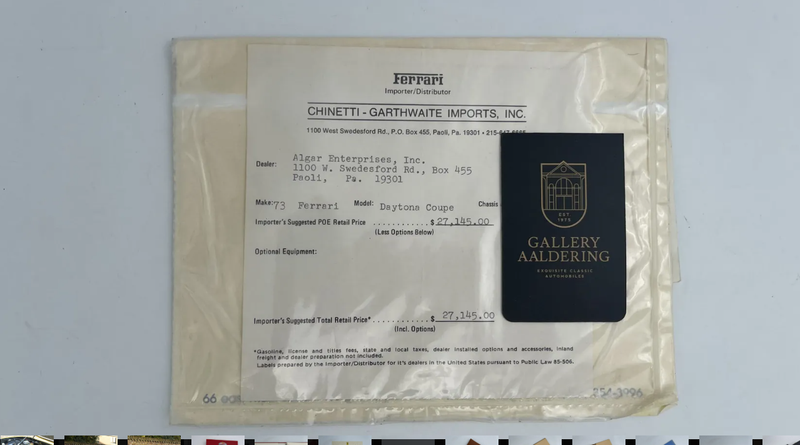 Ferrari
Importer/Distributor
CHINETTI - GARTHWAITE IMPORTS, INC.
1100 West Swedesford Rd., P.O. Box 455, Paoli, Pa. 19301 • 215-647-6665
Dealer: Algar Enterprises, Inc.
1100 W. Swedesford Rd., Box 455
Paoli, Pa. 19301
Make: 73 Ferrari Model: Daytona Coupe Chassis
Importer's Suggested POE Retail Price ............ $ 27,145.00
(Less Options Below)
Optional Equipment:
Importer's Suggested Total Retail Price* ............ $ 27,145.00
(Incl. Options)
*Gasoline, license and titles fees, state and local taxes, dealer installed options and accessories, inland
freight and dealer preparation not included.
Labels prepared by the Importer/Distributor for it's dealers in the United States pursuant to Public Law 85-506.
EST.
1975
GALLERY
AALDERING
EXQUISITE CLASSIC
AUTOMOBILES
66